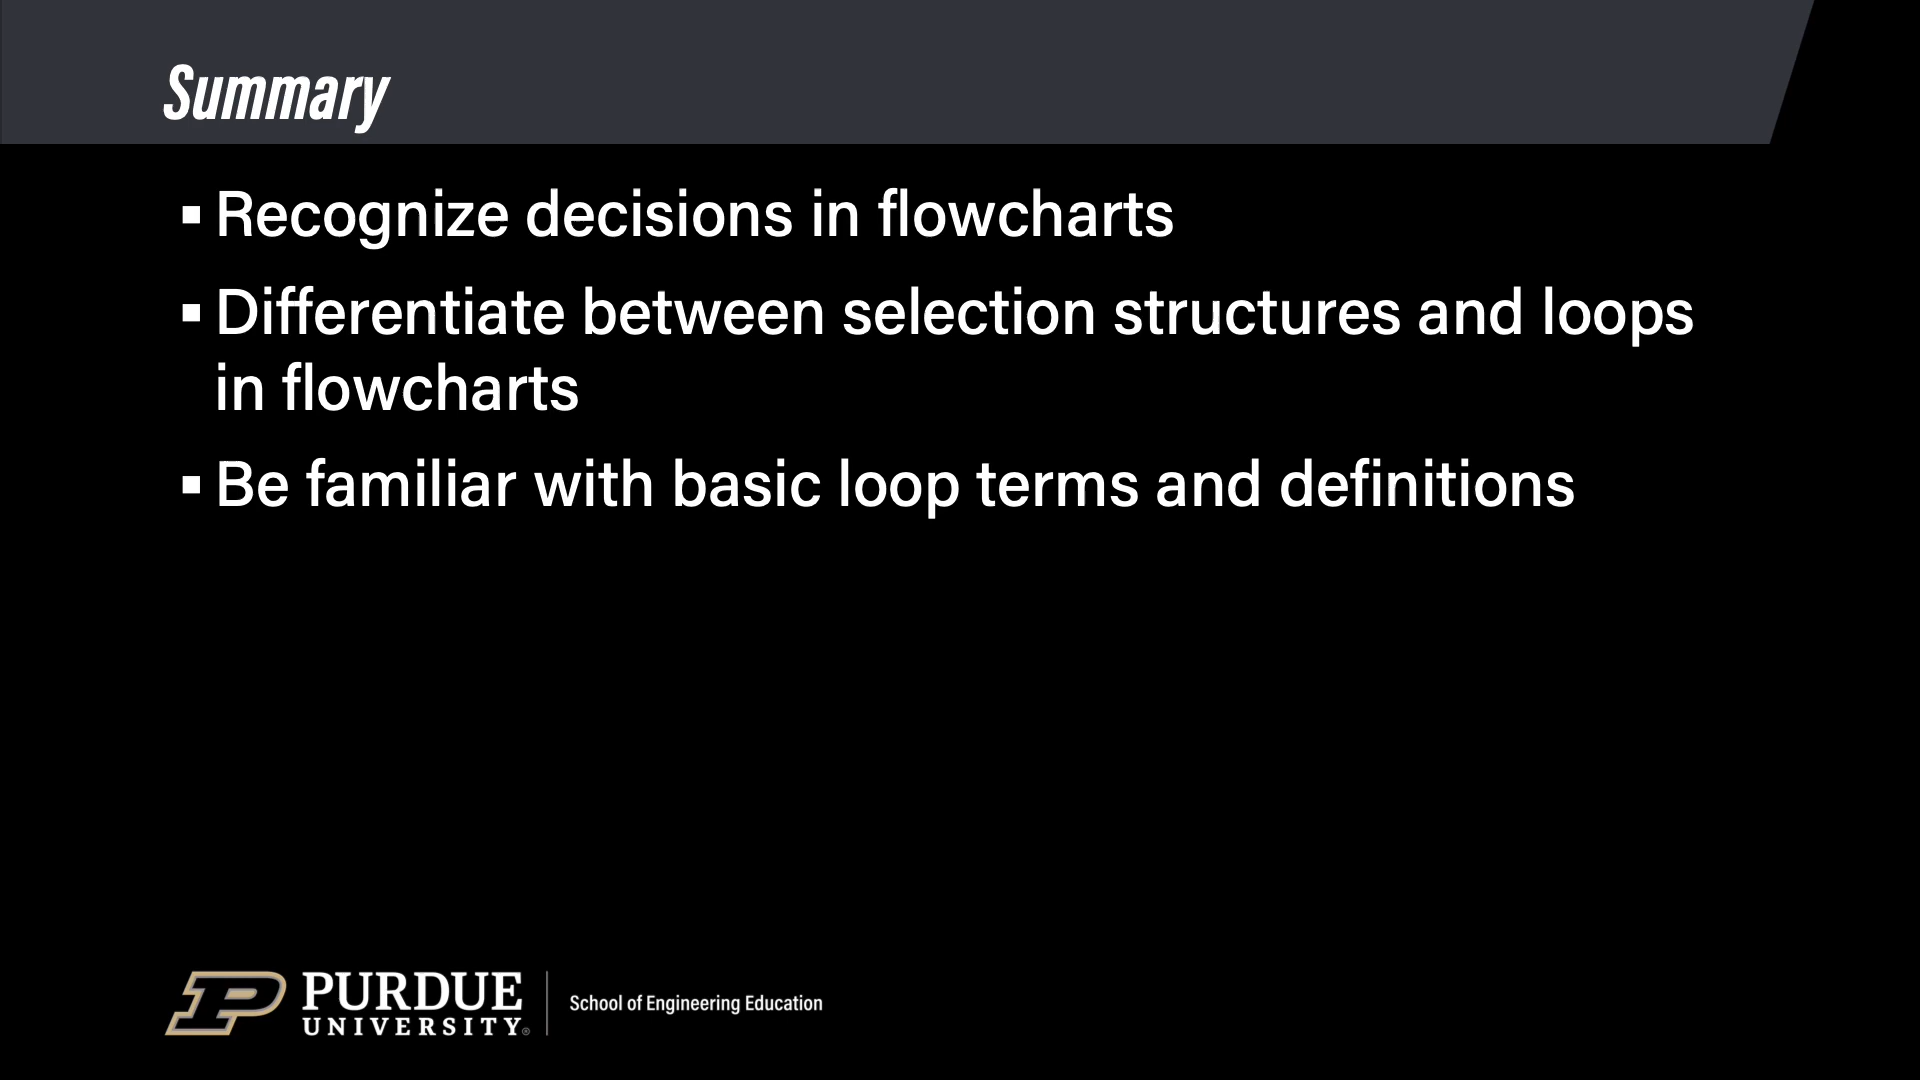 Summary
▪ Recognize decisions in flowcharts
▪ Differentiate between selection structures and loops
in flowcharts
▪ Be familiar with basic loop terms and definitions
PURDUE
UNIVERSITY®
School of Engineering Education